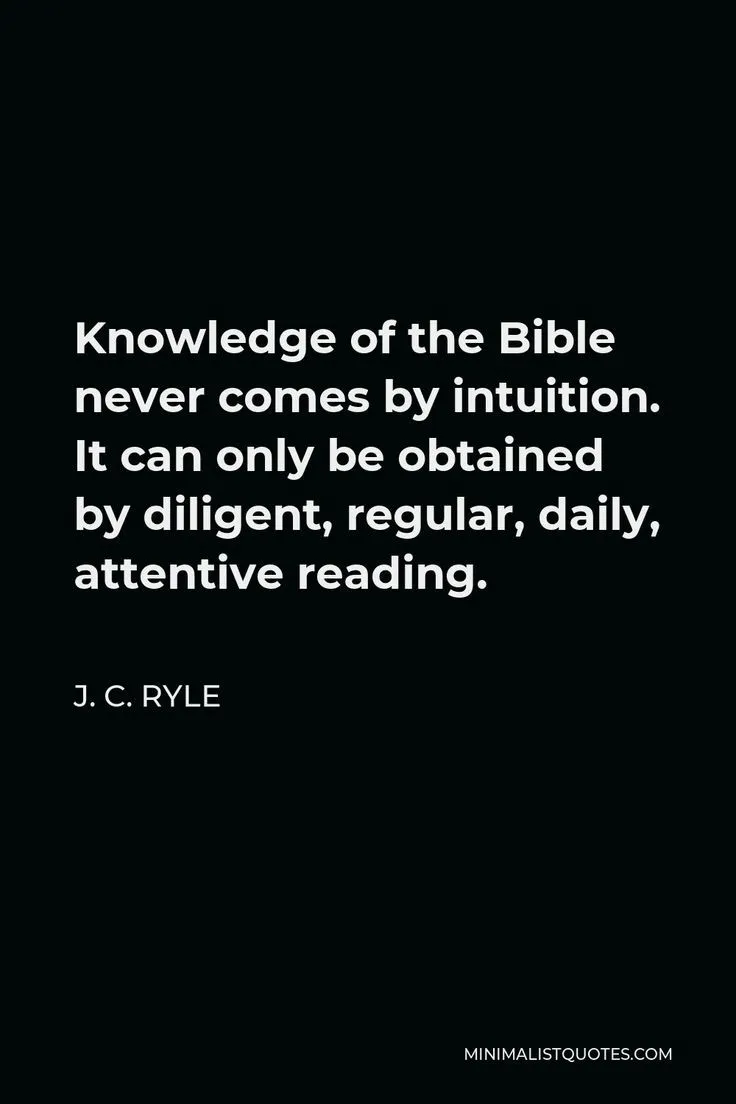 Knowledge of the Bible
never comes by intuition.
It can only be obtained
by diligent, regular, daily,
attentive reading.
J. C. RYLE
MINIMALISTQUOTES.COM